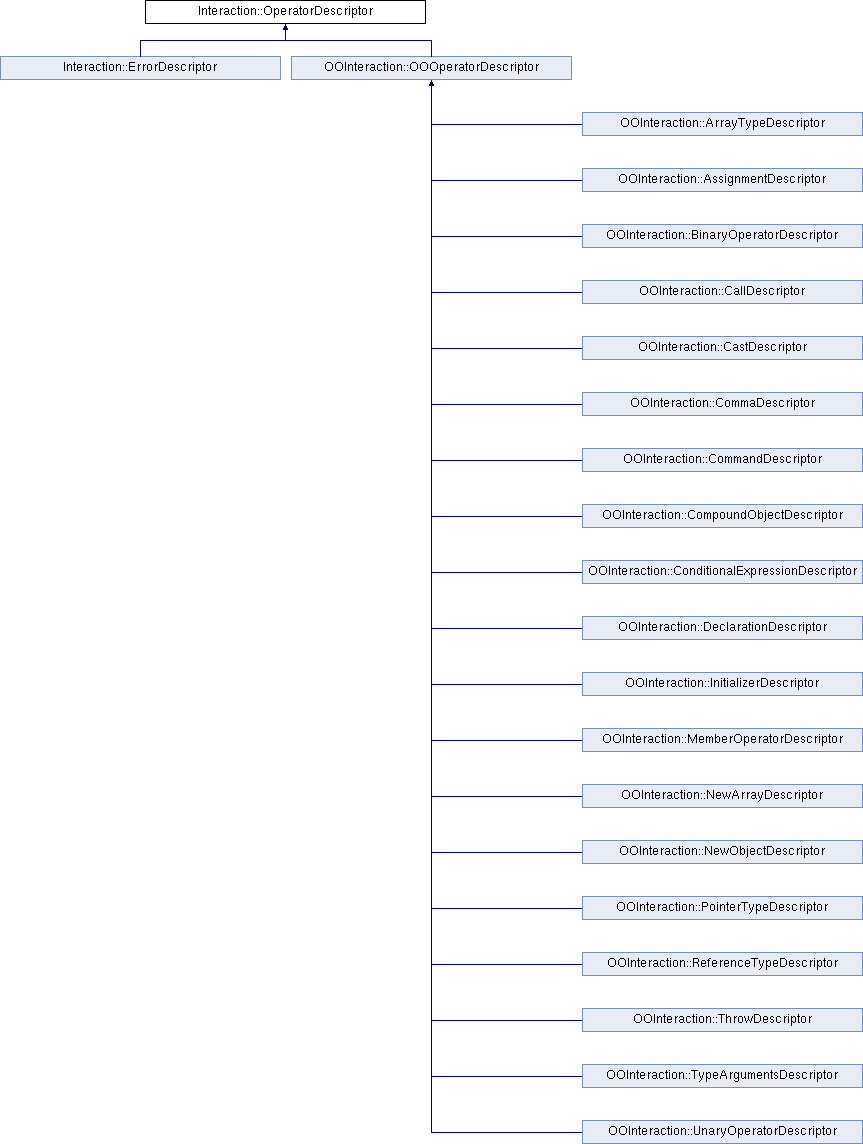 Interaction::OperatorDescriptor
Interaction::ErrorDescriptor
OOInteraction::OOOperatorDescriptor
OOInteraction::ArrayTypeDescriptor
OOInteraction::AssignmentDescriptor
OOInteraction::BinaryOperatorDescriptor
OOInteraction::CallDescriptor
OOInteraction::CastDescriptor
OOInteraction::CommaDescriptor
OOInteraction::CommandDescriptor
OOInteraction::CompoundObjectDescriptor
OOInteraction::ConditionalExpressionDescriptor
OOInteraction::DeclarationDescriptor
OOInteraction::InitializerDescriptor
OOInteraction::MemberOperatorDescriptor
OOInteraction::NewArrayDescriptor
OOInteraction::NewObjectDescriptor
OOInteraction::PointerTypeDescriptor
OOInteraction::ReferenceTypeDescriptor
OOInteraction::ThrowDescriptor
OOInteraction::TypeArgumentsDescriptor
OOInteraction::UnaryOperatorDescriptor